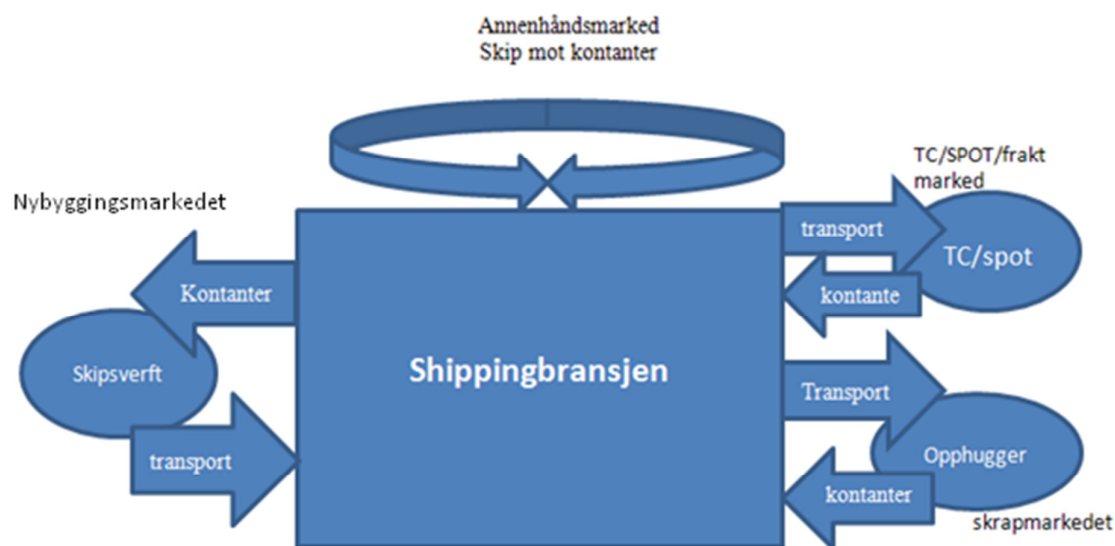 Annenhåndsmarked
Skip mot kontanter
TC/SPOT/frakt
marked
Nybyggingsmarkedet
transport
TC/spot
Kontanter
kontante
Skipsverft
Shippingbransjen
Transport
transport
Opphugger
kontanter
skrapmarkedet